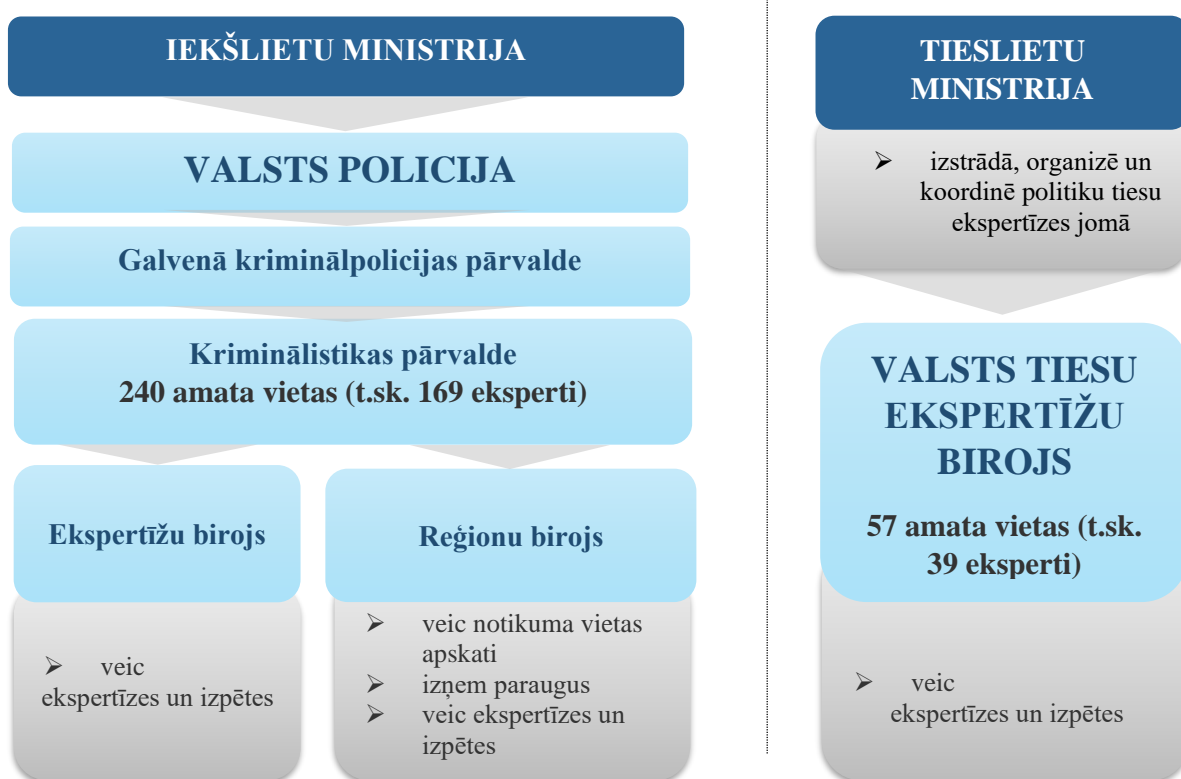 IEKŠLIETU MINISTRIJA
VALSTS POLICIJA
Galvenā kriminālpolicijas pārvalde
Kriminālistikas pārvalde
240 amata vietas (t.sk. 169 eksperti)
Ekspertīžu birojs
➢ veic
ekspertīzes un izpētes
Reģionu birojs
➢ veic notikuma vietas
apskati
➢ izņem paraugus
➢ veic ekspertīzes un
izpētes
TIESLIETU
MINISTRIJA
➢ izstrādā, organizē un
koordinē politiku tiesu
ekspertīzes jomā
VALSTS TIESU
EKSPERTĪŽU
BIROJS
57 amata vietas (t.sk.
39 eksperti)
➢ veic
ekspertīzes un izpētes